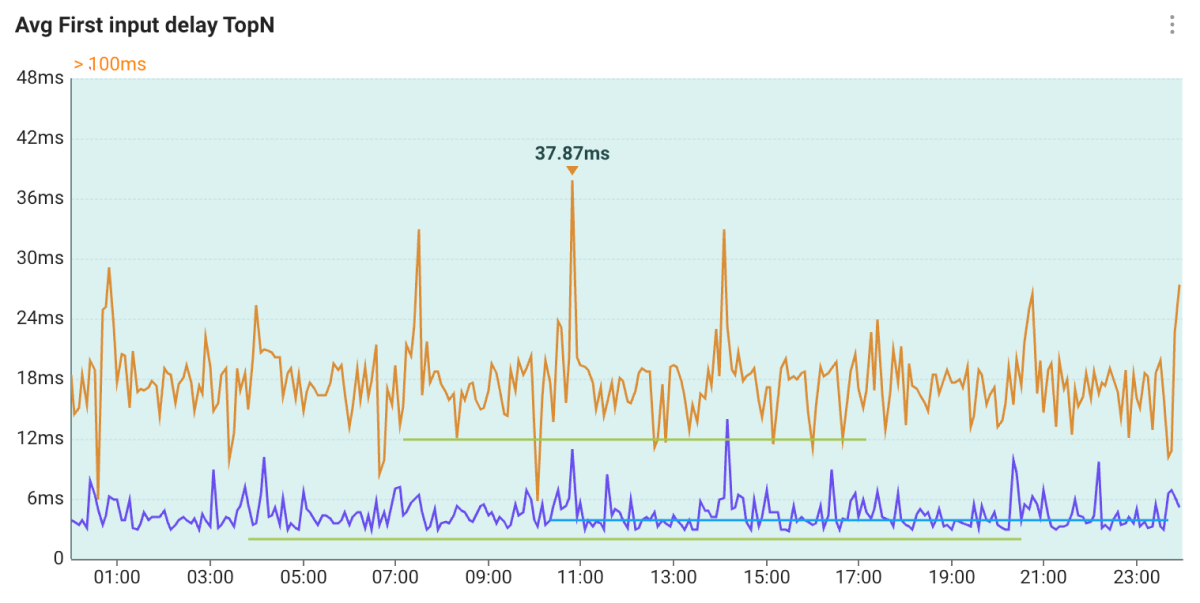 Avg First input delay TopN
> 100ms
48ms
42ms
37.87ms
36ms
30ms
24ms
18ms
12ms
6ms
0
01:00 03:00 05:00 07:00 09:00 11:00 13:00 15:00 17:00 19:00 21:00 23:00